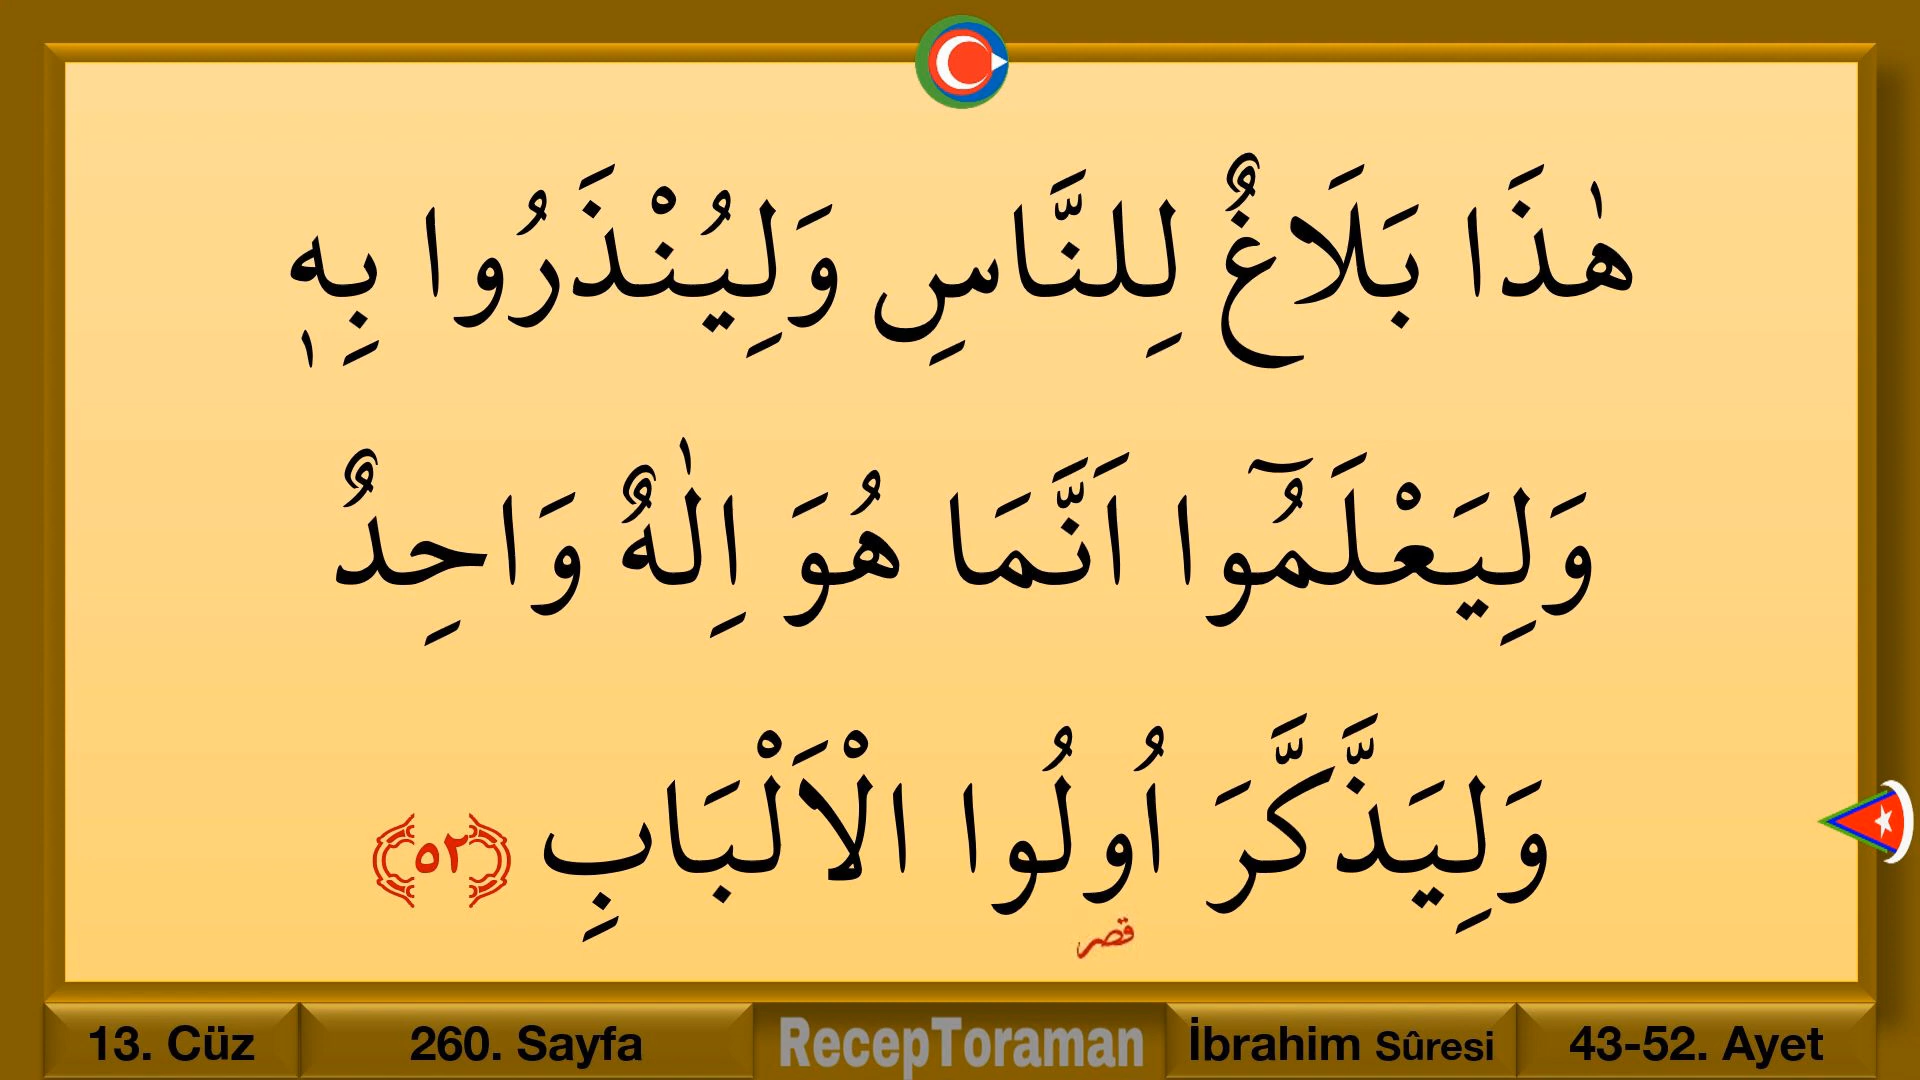 هٰذَا بَلَاغٌ لِلنَّاسِ وَلِيُنْذَرُوا بِهٖ
وَلِيَعْلَمُٓوا اَنَّمَا هُوَ اِلٰهٌ وَاحِدٌ
وَلِيَذَّكَّرَ اُولُوا الْاَلْبَابِ ﴿٥٢﴾
قصر
13. Cüz 260. Sayfa RecepToraman İbrahim Sûresi 43-52. Ayet